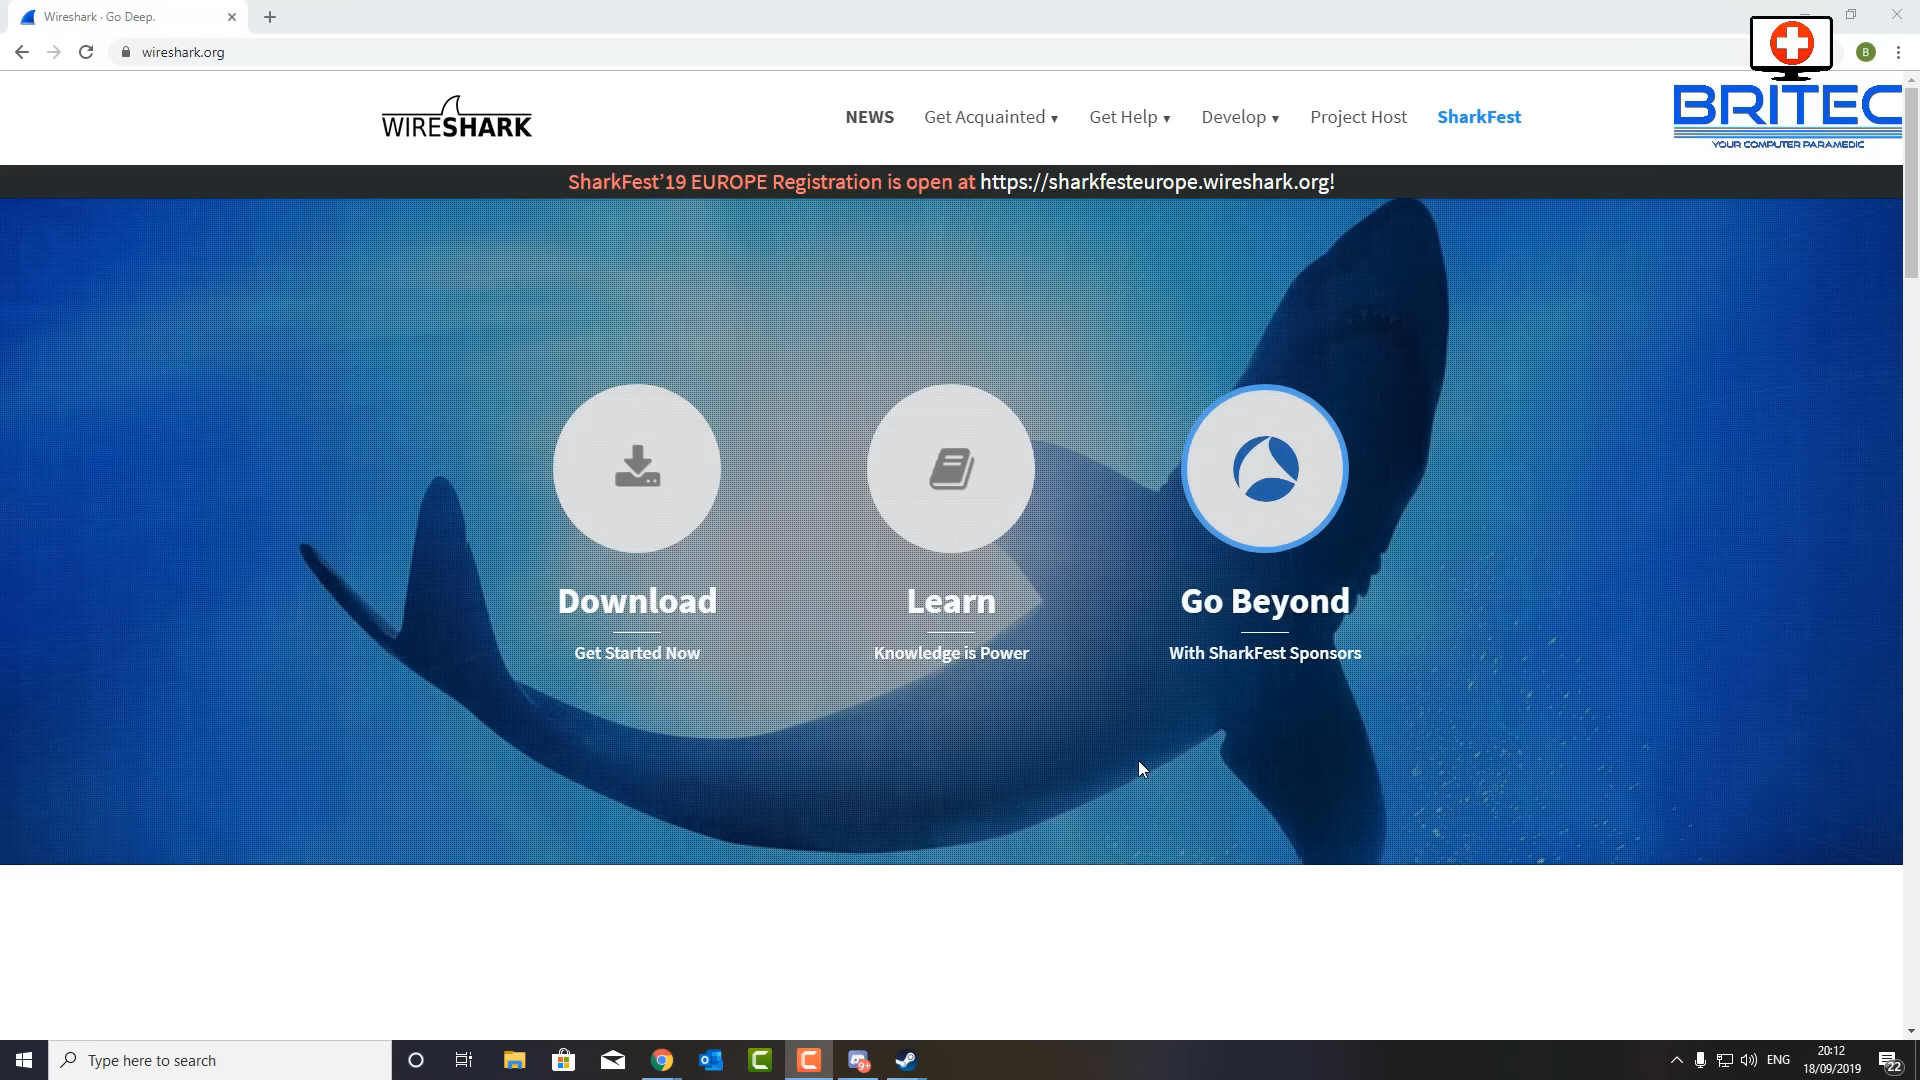 Wireshark · Go Deep.
wireshark.org
B
WIRESHARK
NEWS
Get Acquainted ▾
Get Help ▾
Develop ▾
Project Host
SharkFest
BRITEC
YOUR COMPUTER PARAMEDIC
SharkFest’19 EUROPE Registration is open at https://sharkfesteurope.wireshark.org!
Download
Get Started Now
Learn
Knowledge is Power
Go Beyond
With SharkFest Sponsors
Type here to search
9+
ENG
20:12
18/09/2019
22